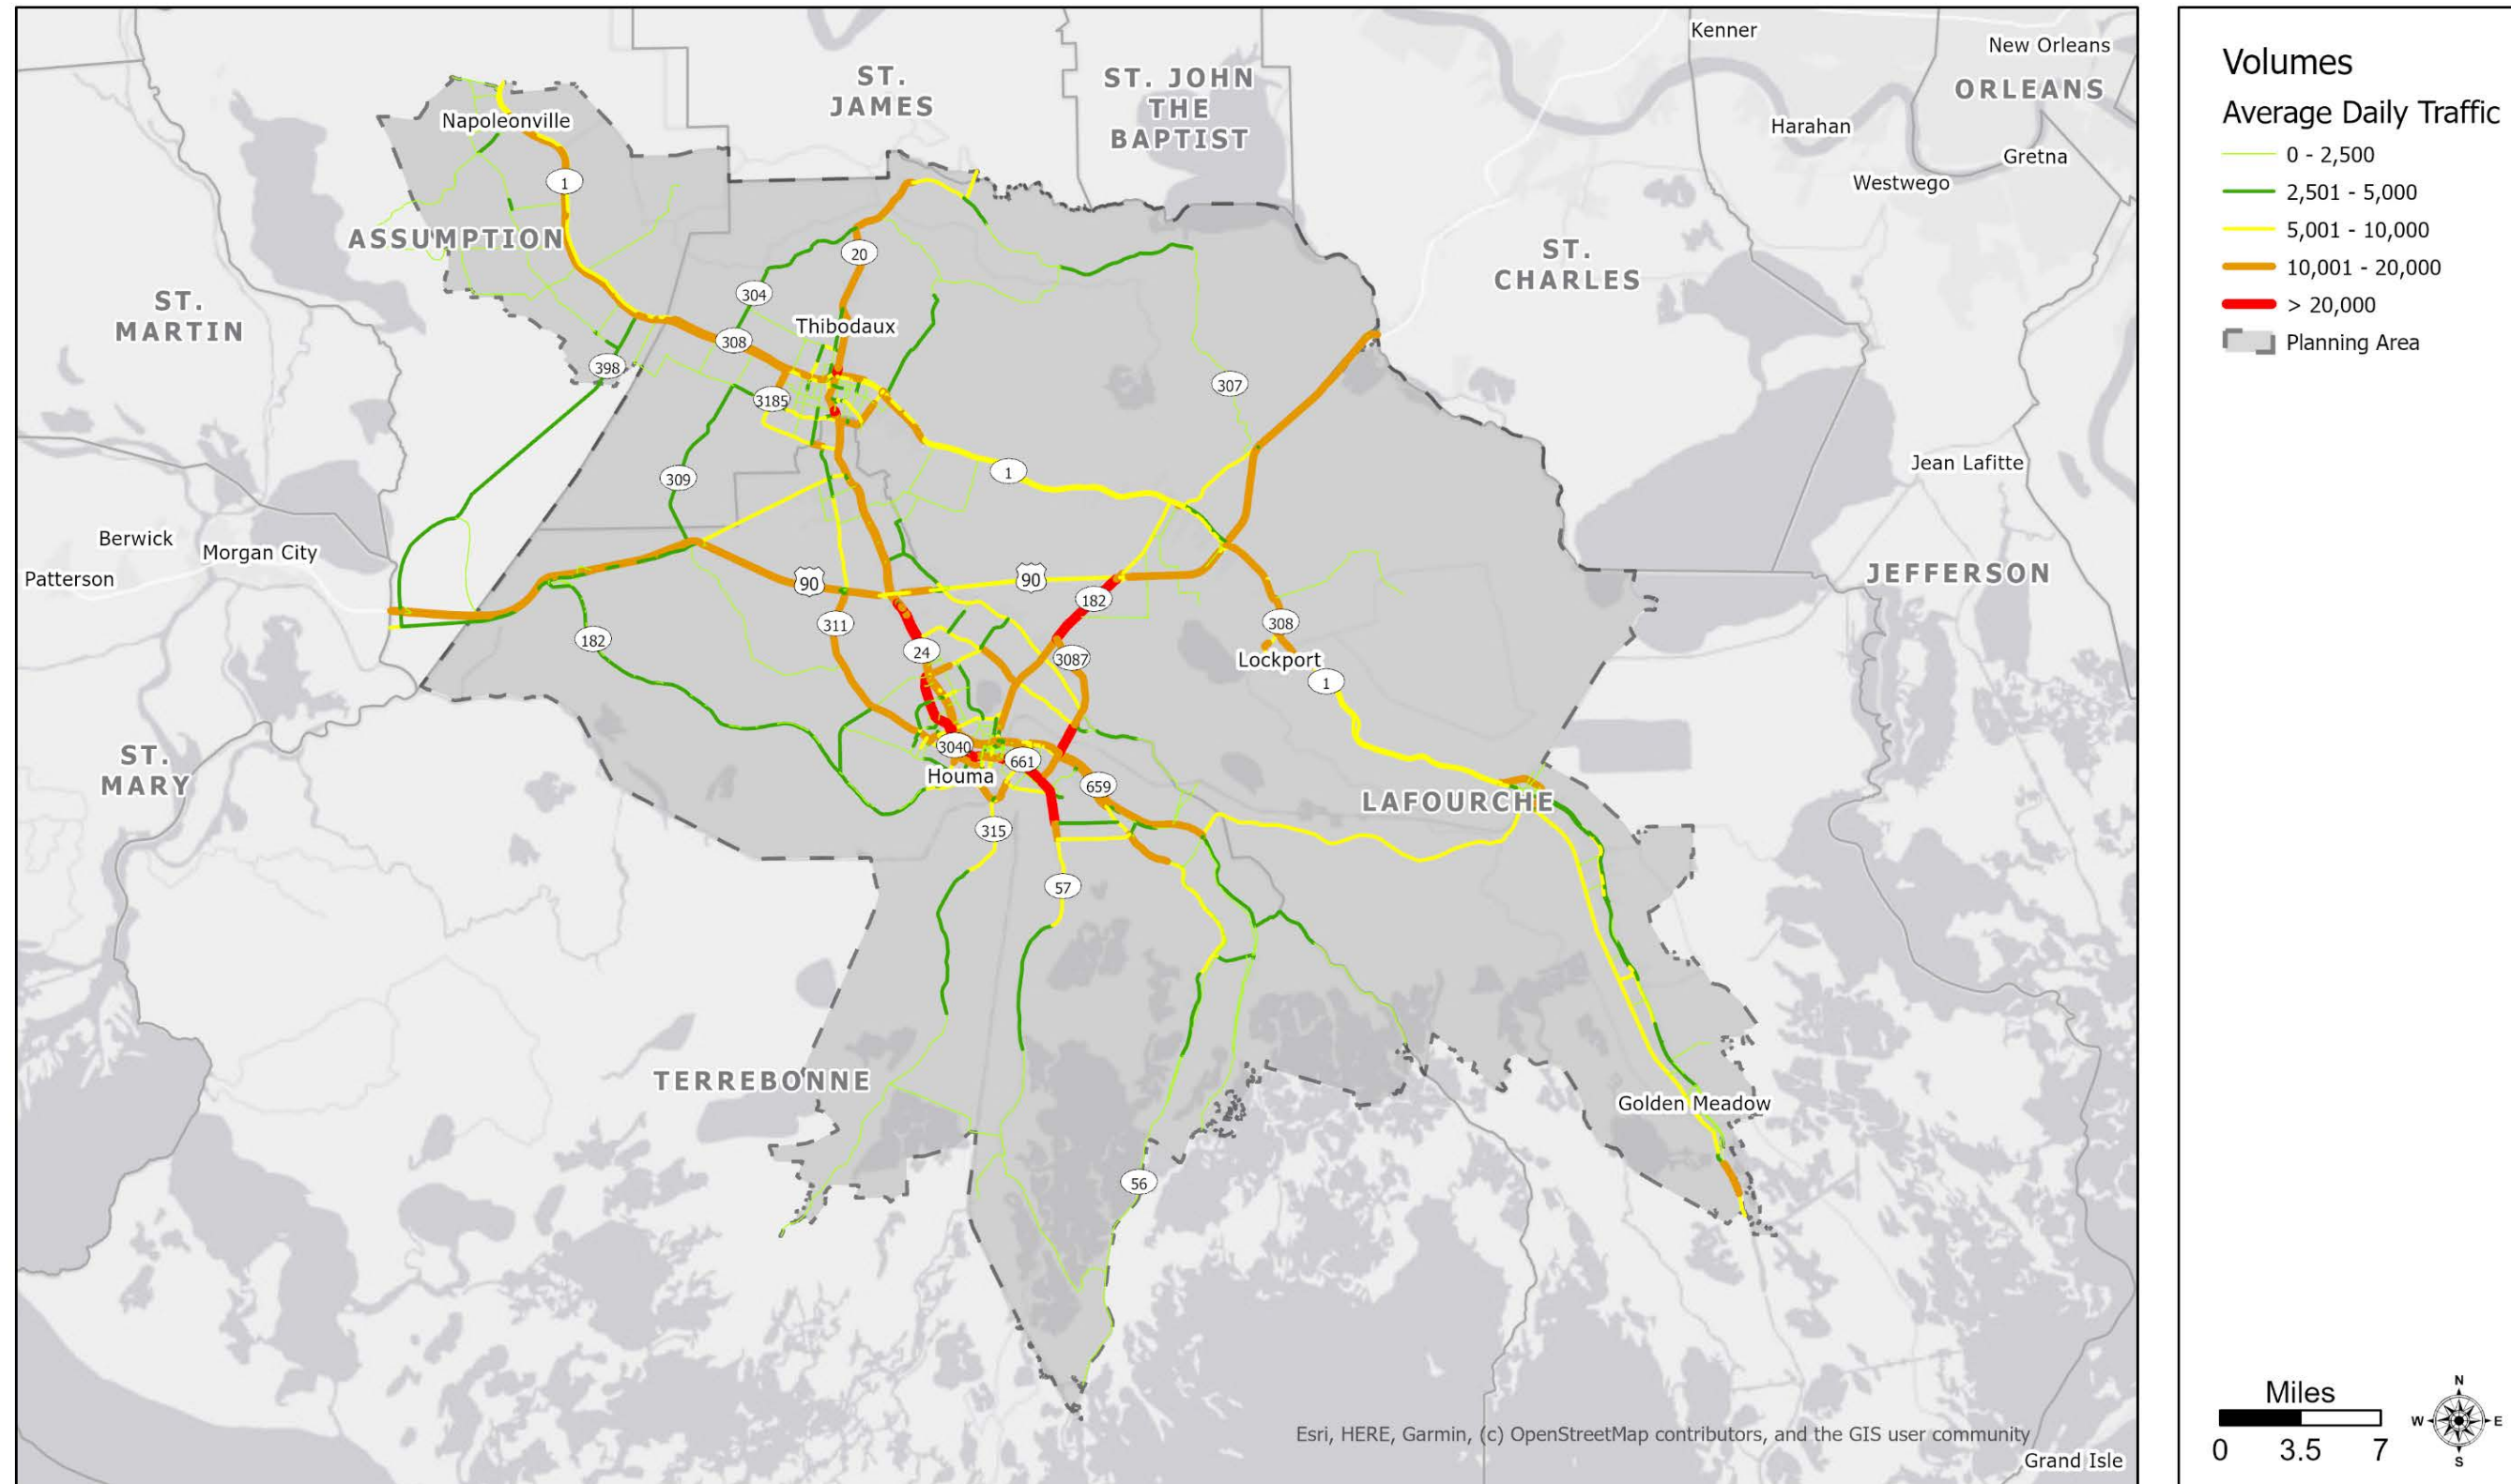 Kenner
New Orleans
ST.
JAMES
ST. JOHN
THE
BAPTIST
ORLEANS
Napoleonville
Harahan
Gretna
Westwego
1
ASSUMPTION
20
ST.
CHARLES
304
ST.
MARTIN
Thibodaux
308
398
307
3185
Jean Lafitte
1
309
Berwick
Morgan City
Patterson
90
90
JEFFERSON
182
311
308
182
24
3087
Lockport
1
3040
661
Houma
659
ST.
MARY
LAFOURCHE
315
57
TERREBONNE
Golden Meadow
56
Esri, HERE, Garmin, (c) OpenStreetMap contributors, and the GIS user community
Grand Isle
Volumes
Average Daily Traffic
0 - 2,500
2,501 - 5,000
5,001 - 10,000
10,001 - 20,000
> 20,000
Planning Area
Miles
0 3.5 7
N
W E
S